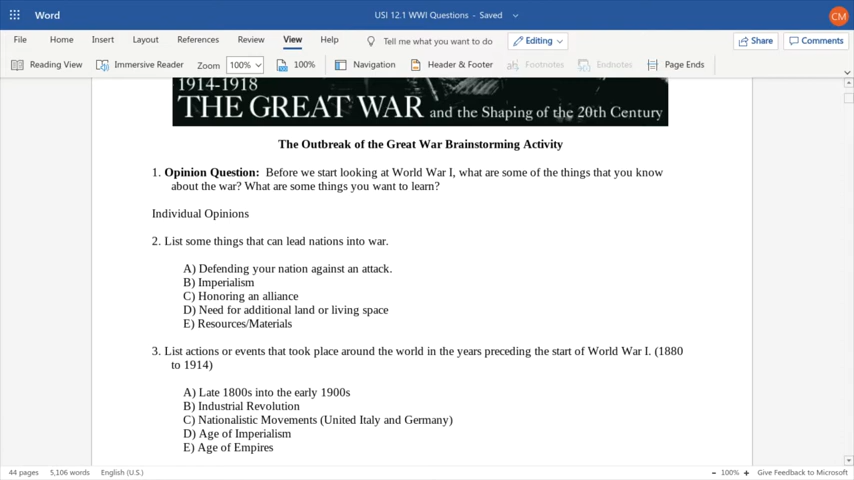 Word
USI 12.1 WWI Questions - Saved
CM
File Home Insert Layout References Review View Help Tell me what you want to do Editing Share Comments
Reading View Immersive Reader Zoom 100% 100% Navigation Header & Footer Footnotes Endnotes Page Ends
1914-1918
THE GREAT WAR and the Shaping of the 20th Century
The Outbreak of the Great War Brainstorming Activity
1. Opinion Question: Before we start looking at World War I, what are some of the things that you know
about the war? What are some things you want to learn?
Individual Opinions
2. List some things that can lead nations into war.
A) Defending your nation against an attack.
B) Imperialism
C) Honoring an alliance
D) Need for additional land or living space
E) Resources/Materials
3. List actions or events that took place around the world in the years preceding the start of World War I. (1880
to 1914)
A) Late 1800s into the early 1900s
B) Industrial Revolution
C) Nationalistic Movements (United Italy and Germany)
D) Age of Imperialism
E) Age of Empires
44 pages 5,106 words English (U.S.) - 100% + Give Feedback to Microsoft